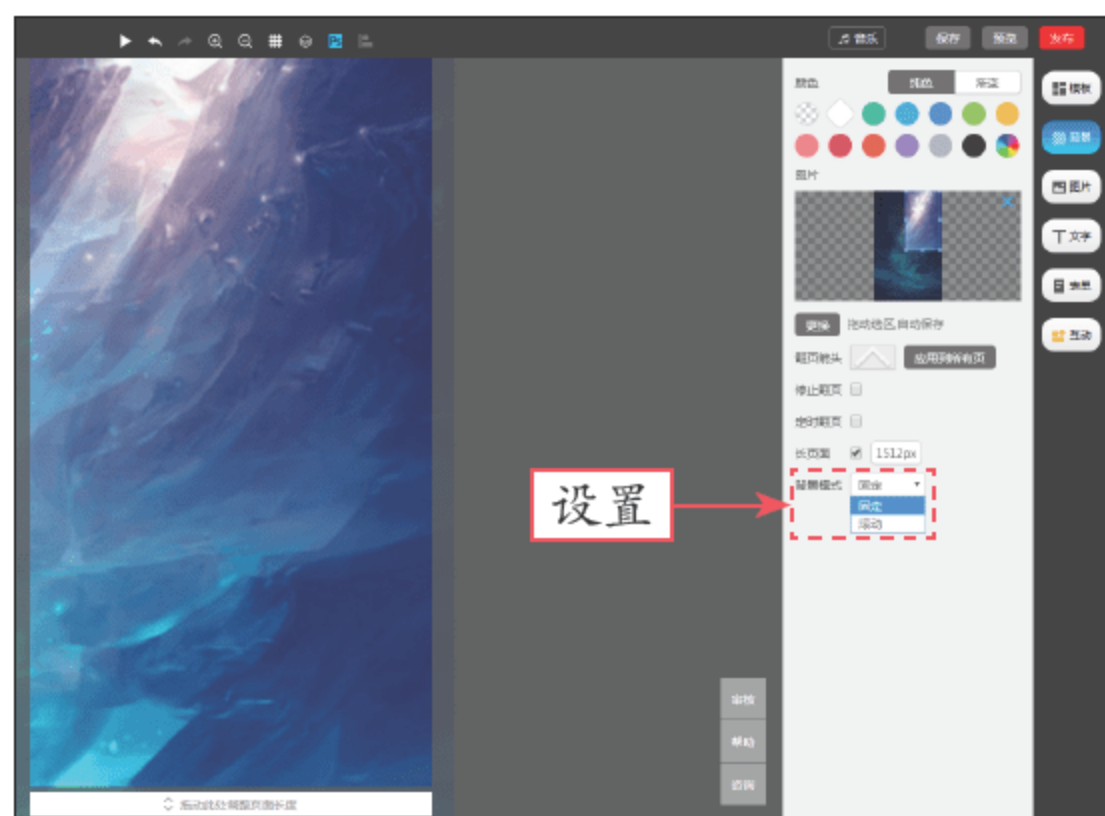 音乐 保存 预览 发布
颜色 纯色 渐变
图片
更换 拖动选区,自动保存
翻页箭头 应用到所有页
停止翻页
定时翻页
长页面 1512px
背景模式 固定
固定
滚动
设置
模板
背景
图片
文字
表单
互动
审核
帮助
咨询
拖动此处调整页面长度